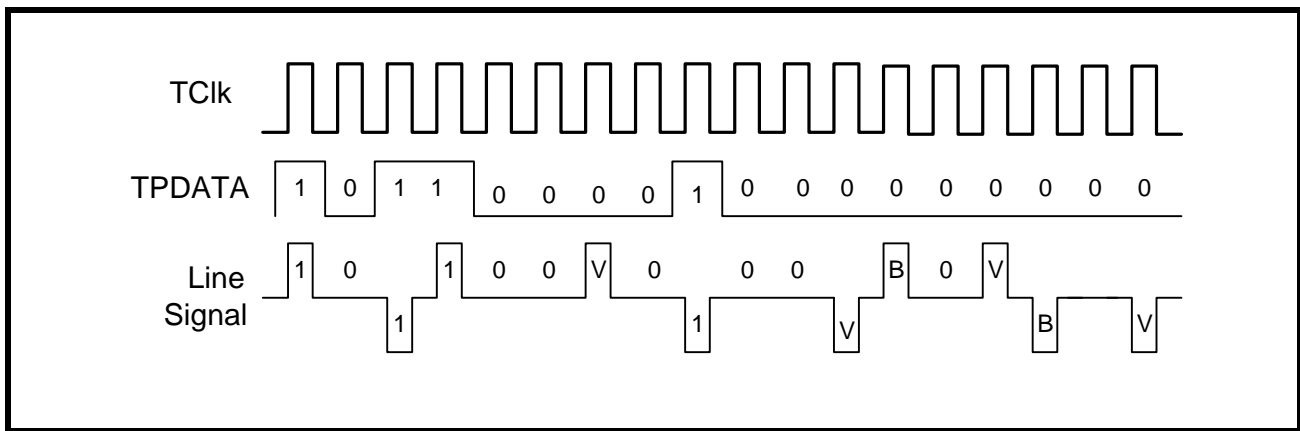 TClk
TPDATA 1 0 1 1 0 0 0 0 1 0 0 0 0 0 0 0 0 0
Line Signal 1 0 1 1 0 0 V 0 1 0 0 V B 0 V B V